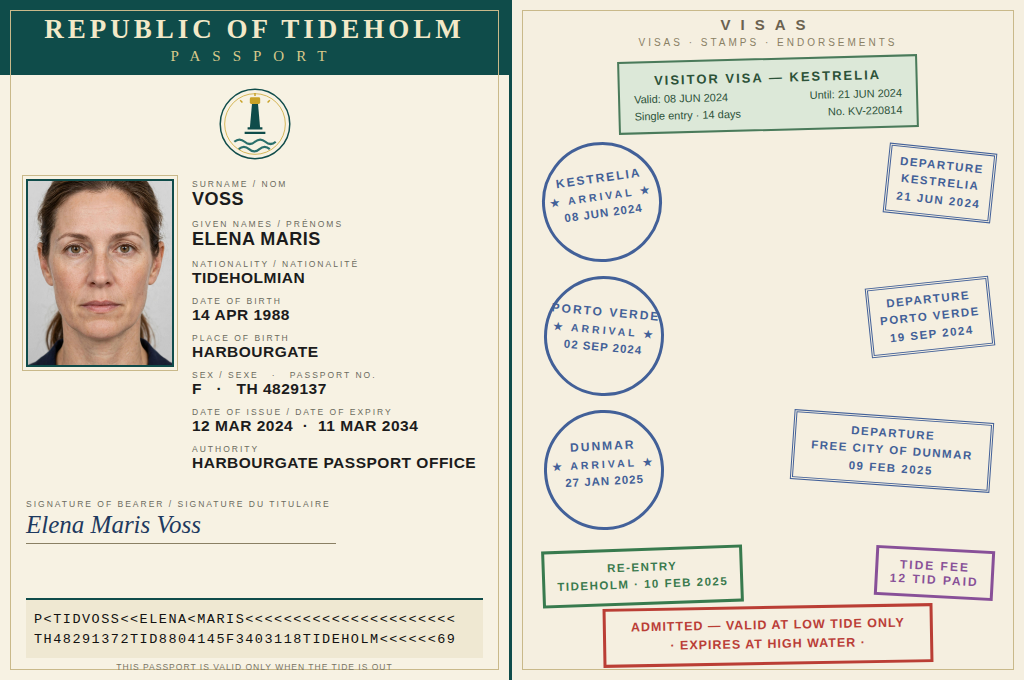 REPUBLIC OF TIDEHOLM
PASSPORT
SURNAME / NOM
VOSS
GIVEN NAMES / PRÉNOMS
ELENA MARIS
NATIONALITY / NATIONALITÉ
TIDEHOLMIAN
DATE OF BIRTH
14 APR 1988
PLACE OF BIRTH
HARBOURGATE
SEX / SEXE · PASSPORT NO.
F · TH 4829137
DATE OF ISSUE / DATE OF EXPIRY
12 MAR 2024 · 11 MAR 2034
AUTHORITY
HARBOURGATE PASSPORT OFFICE
SIGNATURE OF BEARER / SIGNATURE DU TITULAIRE
Elena Maris Voss
P<TIDVOSS<<ELENA<MARIS<<<<<<<<<<<<<<<<<<<<<<
TH48291372TID8804145F3403118TIDEHOLM<<<<<<69
THIS PASSPORT IS VALID ONLY WHEN THE TIDE IS OUT
VISAS
VISAS · STAMPS · ENDORSEMENTS
VISITOR VISA — KESTRELIA
Valid: 08 JUN 2024 Until: 21 JUN 2024
Single entry · 14 days No. KV-220814
KESTRELIA
★ ARRIVAL ★
08 JUN 2024
DEPARTURE
KESTRELIA
21 JUN 2024
PORTO VERDE
★ ARRIVAL ★
02 SEP 2024
DEPARTURE
PORTO VERDE
19 SEP 2024
DUNMAR
★ ARRIVAL ★
27 JAN 2025
DEPARTURE
FREE CITY OF DUNMAR
09 FEB 2025
RE-ENTRY
TIDEHOLM · 10 FEB 2025
TIDE FEE
12 TID PAID
ADMITTED — VALID AT LOW TIDE ONLY
· EXPIRES AT HIGH WATER ·